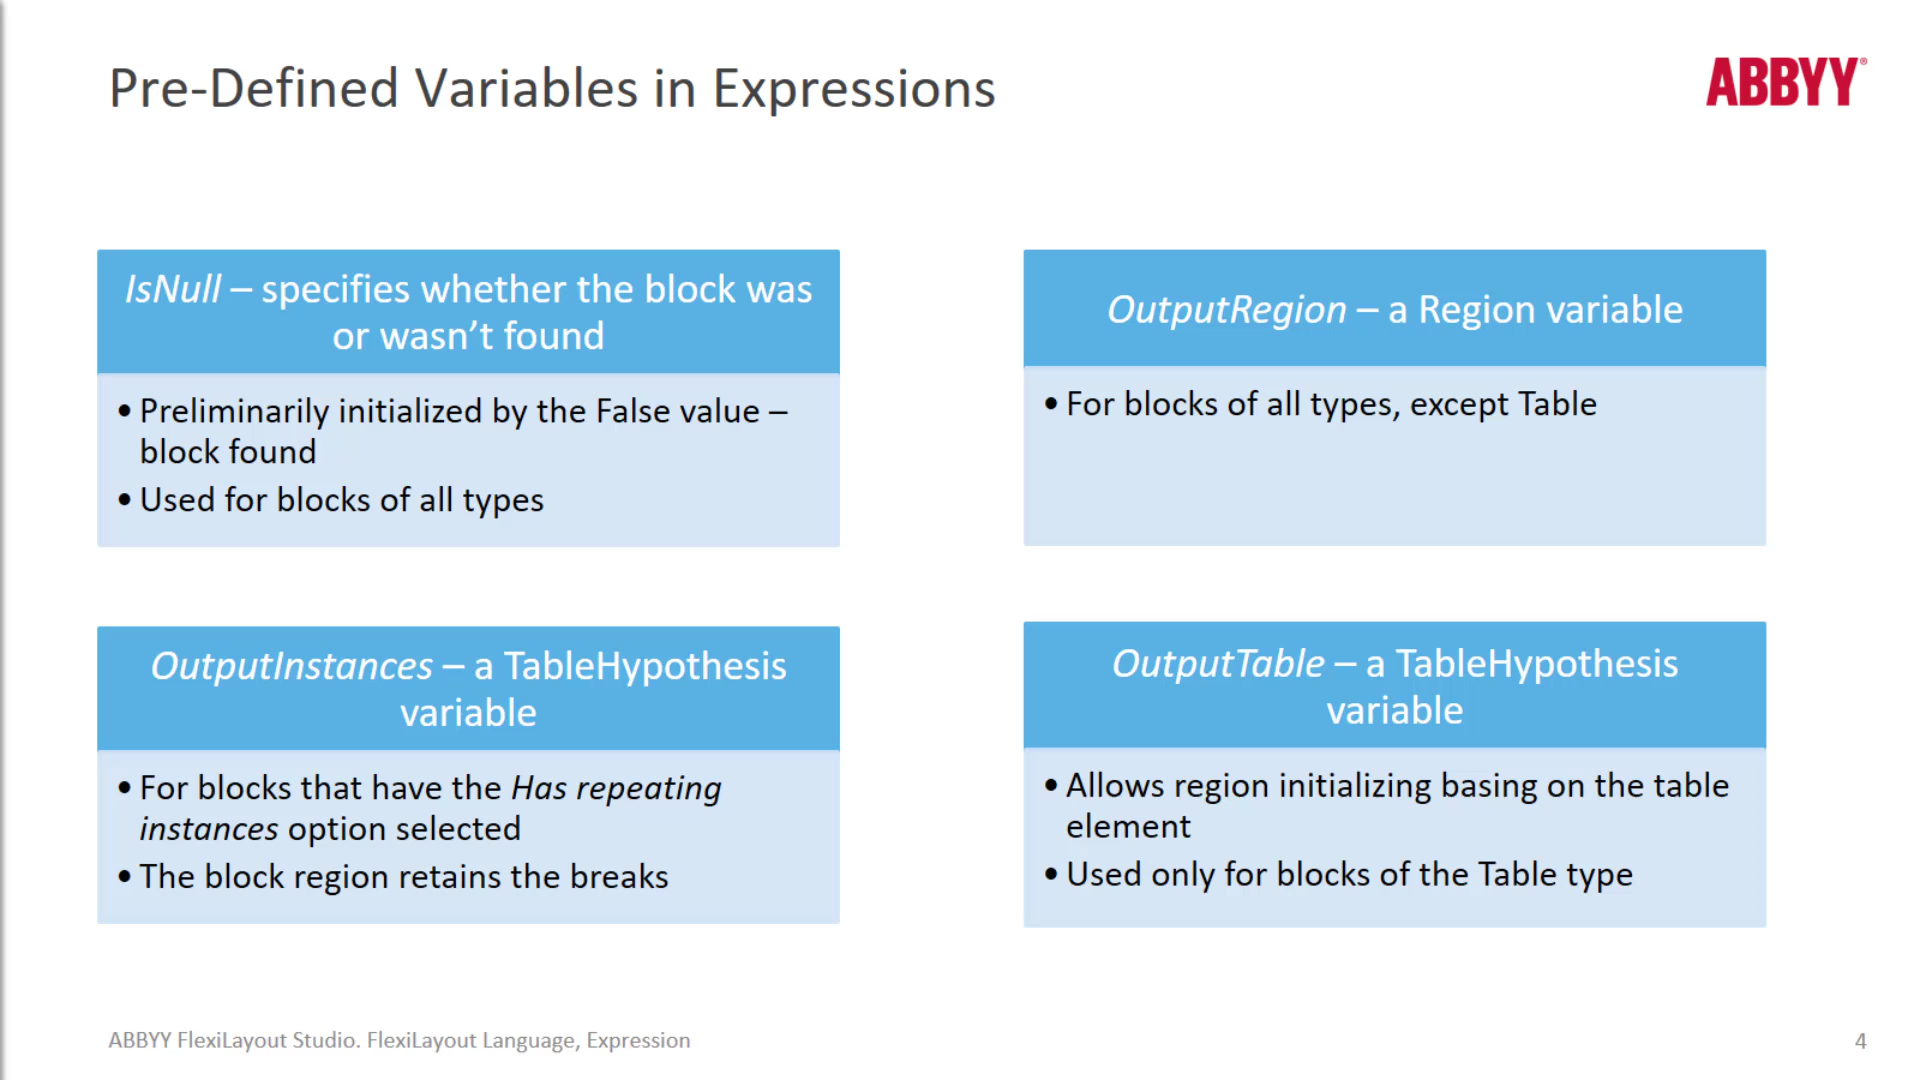 Pre-Defined Variables in Expressions
ABBYY®
IsNull – specifies whether the block was
or wasn’t found
• Preliminarily initialized by the False value –
block found
• Used for blocks of all types
OutputRegion – a Region variable
• For blocks of all types, except Table
OutputInstances – a TableHypothesis
variable
• For blocks that have the Has repeating
instances option selected
• The block region retains the breaks
OutputTable – a TableHypothesis
variable
• Allows region initializing basing on the table
element
• Used only for blocks of the Table type
ABBYY FlexiLayout Studio. FlexiLayout Language, Expression
4